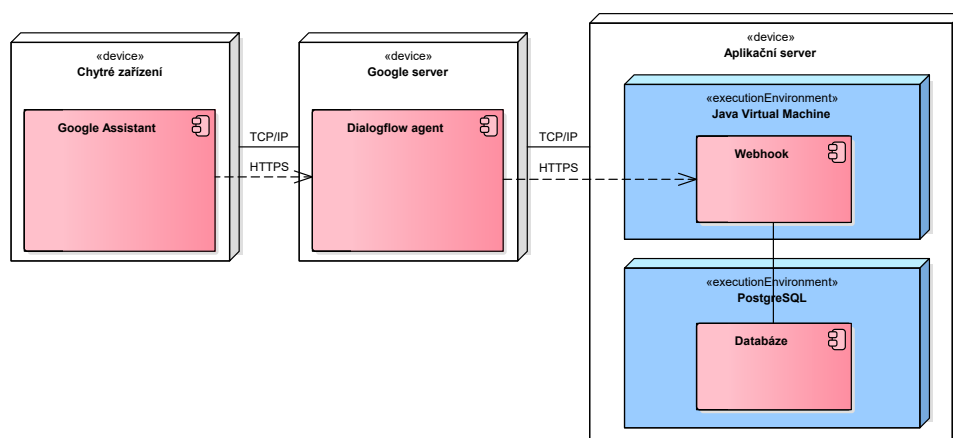 «device»
Chytré zařízení
Google Assistant
TCP/IP
HTTPS
«device»
Google server
Dialogflow agent
TCP/IP
HTTPS
«device»
Aplikační server
«executionEnvironment»
Java Virtual Machine
Webhook
«executionEnvironment»
PostgreSQL
Databáze